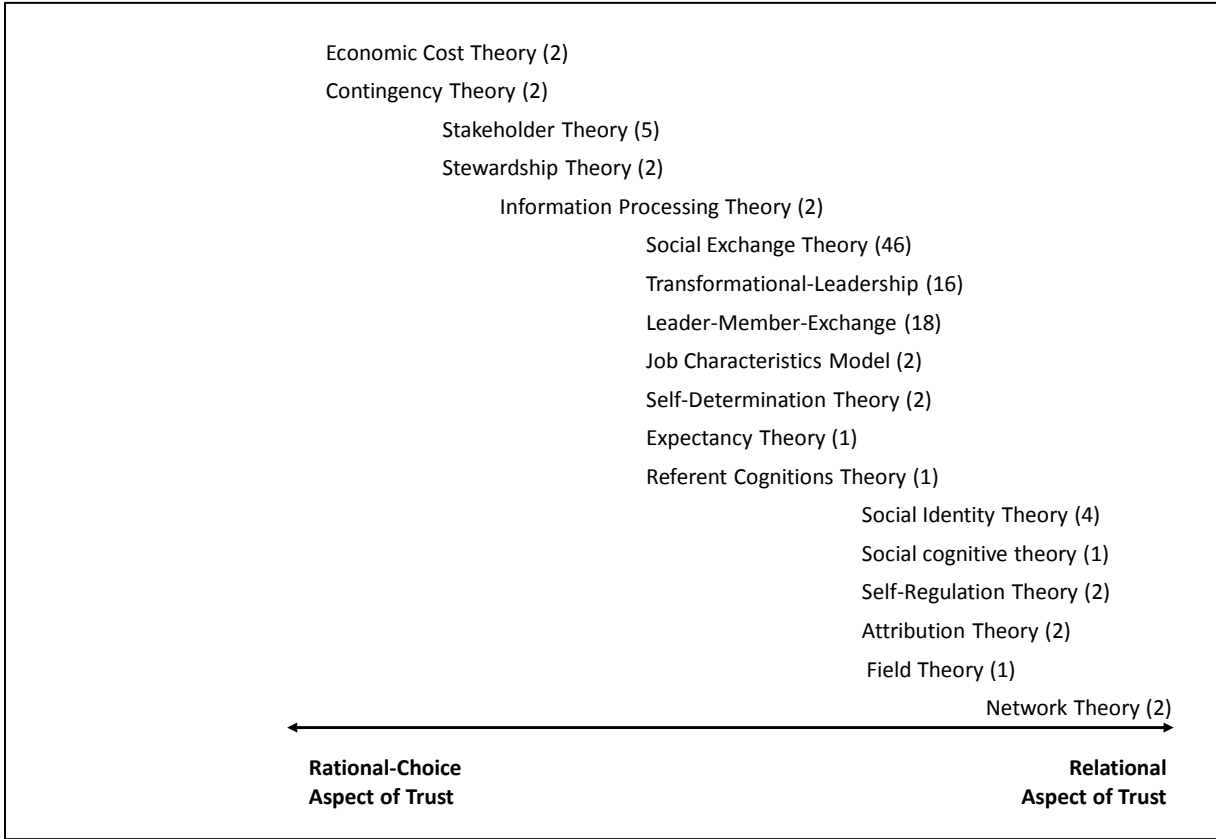 Economic Cost Theory (2)
Contingency Theory (2)
Stakeholder Theory (5)
Stewardship Theory (2)
Information Processing Theory (2)
Social Exchange Theory (46)
Transformational-Leadership (16)
Leader-Member-Exchange (18)
Job Characteristics Model (2)
Self-Determination Theory (2)
Expectancy Theory (1)
Referent Cognitions Theory (1)
Social Identity Theory (4)
Social cognitive theory (1)
Self-Regulation Theory (2)
Attribution Theory (2)
Field Theory (1)
Network Theory (2)
Rational-Choice
Aspect of Trust
Relational
Aspect of Trust